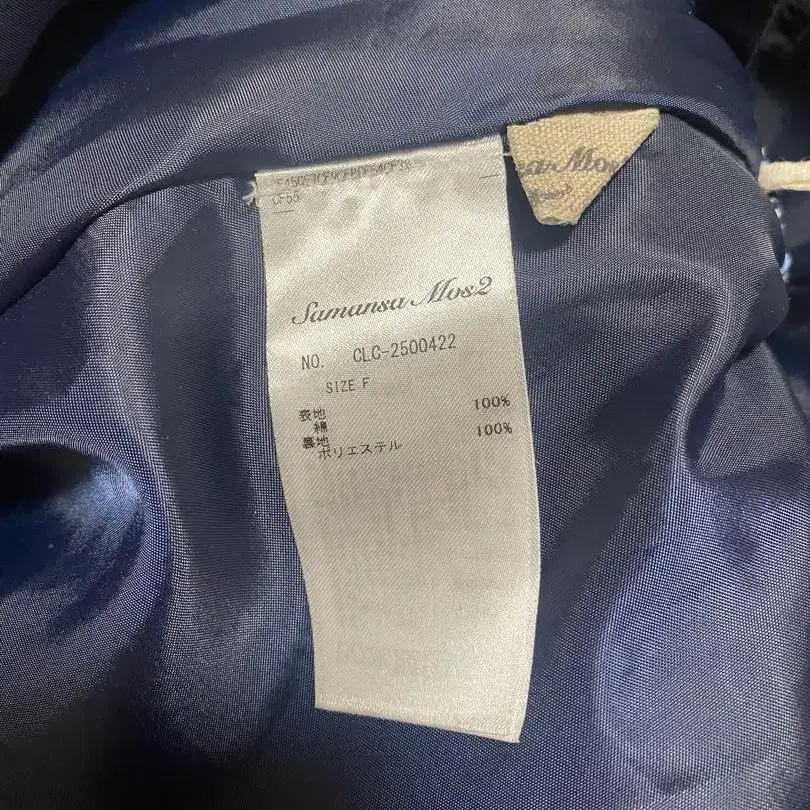 CF55
Samansa Mos2
NO. CLC-2500422
SIZE F
表地
綿 100%
裏地
ポリエステル 100%